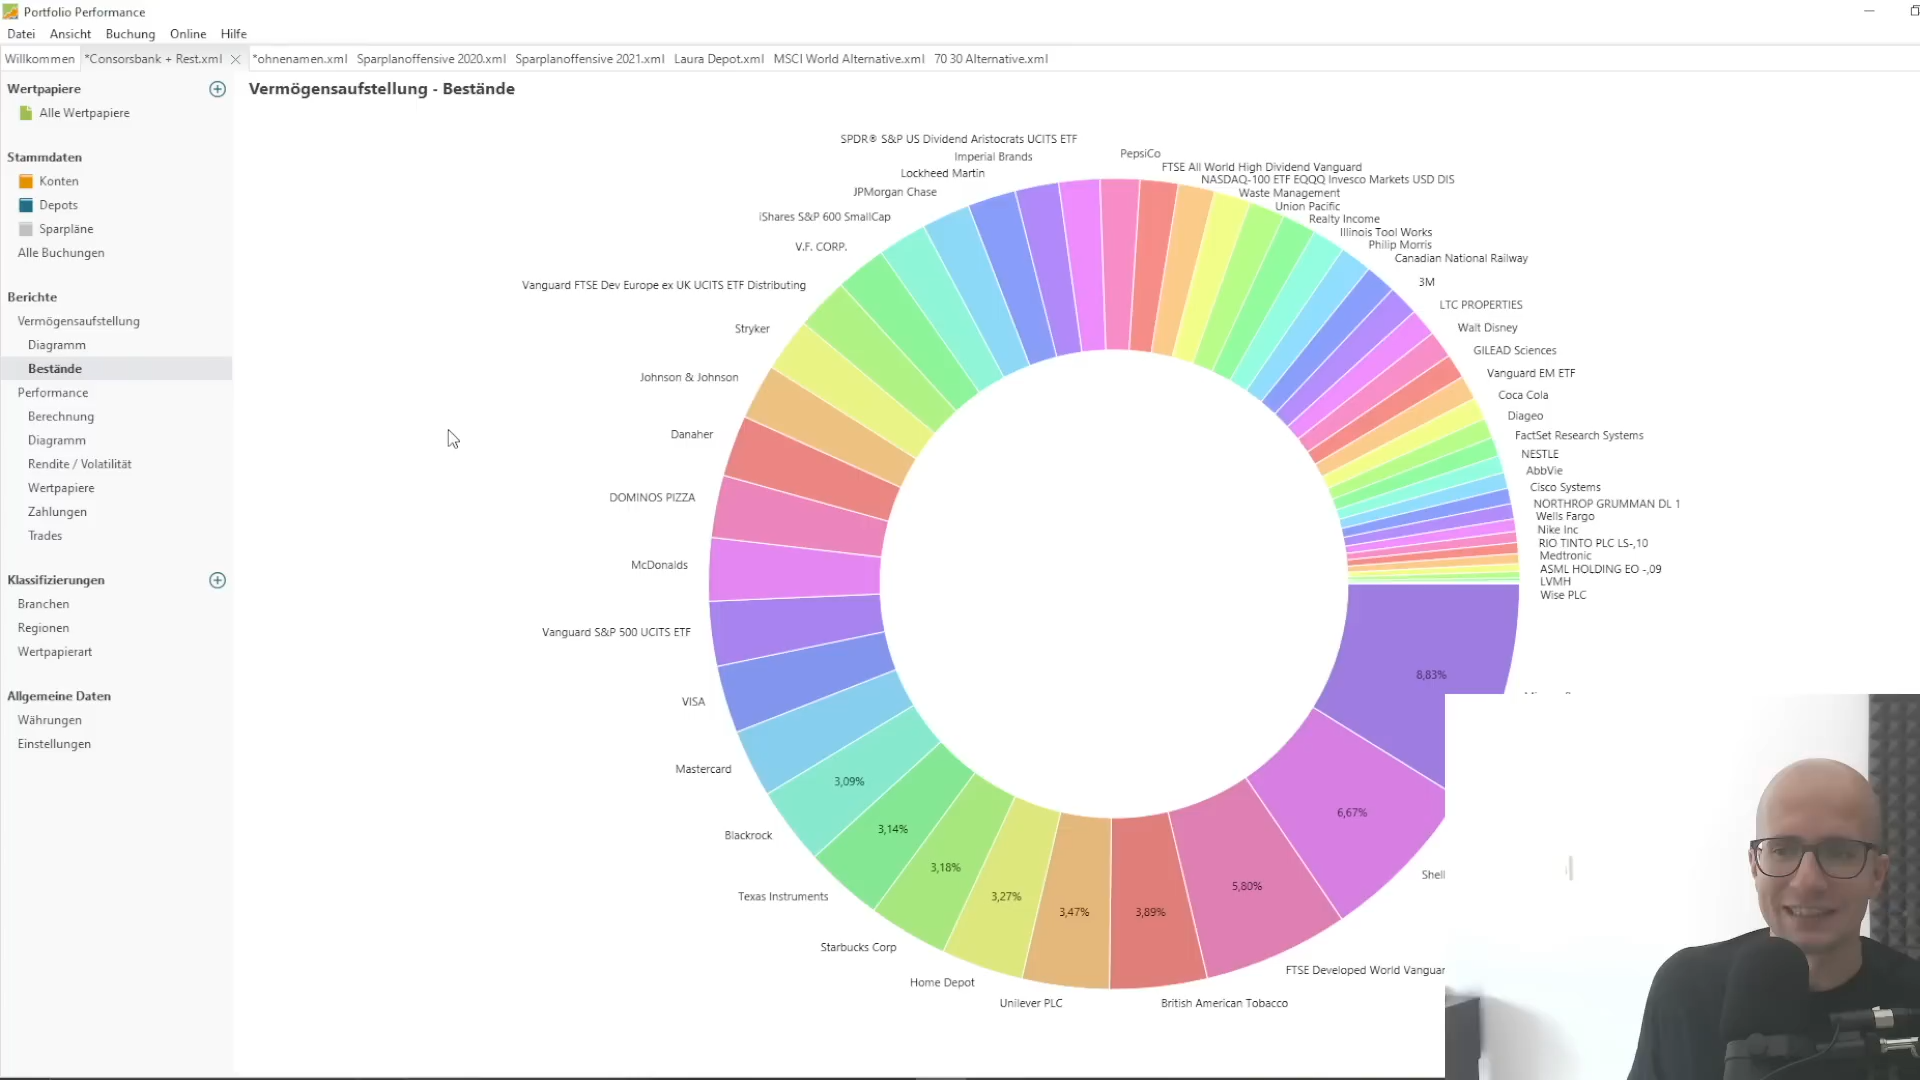 Portfolio Performance
Datei Ansicht Buchung Online Hilfe
Willkommen *Consorsbank + Rest.xml *ohnenamen.xml Sparplanoffensive 2020.xml Sparplanoffensive 2021.xml Laura Depot.xml MSCI World Alternative.xml 70 30 Alternative.xml
Wertpapiere
Alle Wertpapiere
Stammdaten
Konten
Depots
Sparpläne
Alle Buchungen
Berichte
Vermögensaufstellung
Diagramm
Bestände
Performance
Berechnung
Diagramm
Rendite / Volatilität
Wertpapiere
Zahlungen
Trades
Klassifizierungen
Branchen
Regionen
Wertpapierart
Allgemeine Daten
Währungen
Einstellungen
Vermögensaufstellung - Bestände
SPDR® S&P US Dividend Aristocrats UCITS ETF
Imperial Brands
Lockheed Martin
JPMorgan Chase
iShares S&P 600 SmallCap
V.F. CORP.
Vanguard FTSE Dev Europe ex UK UCITS ETF Distributing
Stryker
Johnson & Johnson
Danaher
DOMINOS PIZZA
McDonalds
Vanguard S&P 500 UCITS ETF
VISA
Mastercard
Blackrock
Texas Instruments
Starbucks Corp
Home Depot
Unilever PLC
British American Tobacco
FTSE Developed World Vanguar
Shell
PepsiCo
FTSE All World High Dividend Vanguard
NASDAQ-100 ETF EQQQ Invesco Markets USD DIS
Waste Management
Union Pacific
Realty Income
Illinois Tool Works
Philip Morris
Canadian National Railway
3M
LTC PROPERTIES
Walt Disney
GILEAD Sciences
Vanguard EM ETF
Coca Cola
Diageo
FactSet Research Systems
NESTLE
AbbVie
Cisco Systems
NORTHROP GRUMMAN DL 1
Wells Fargo
Nike Inc
RIO TINTO PLC LS-,10
Medtronic
ASML HOLDING EO -,09
LVMH
Wise PLC
8,83%
6,67%
5,80%
3,89%
3,47%
3,27%
3,18%
3,14%
3,09%